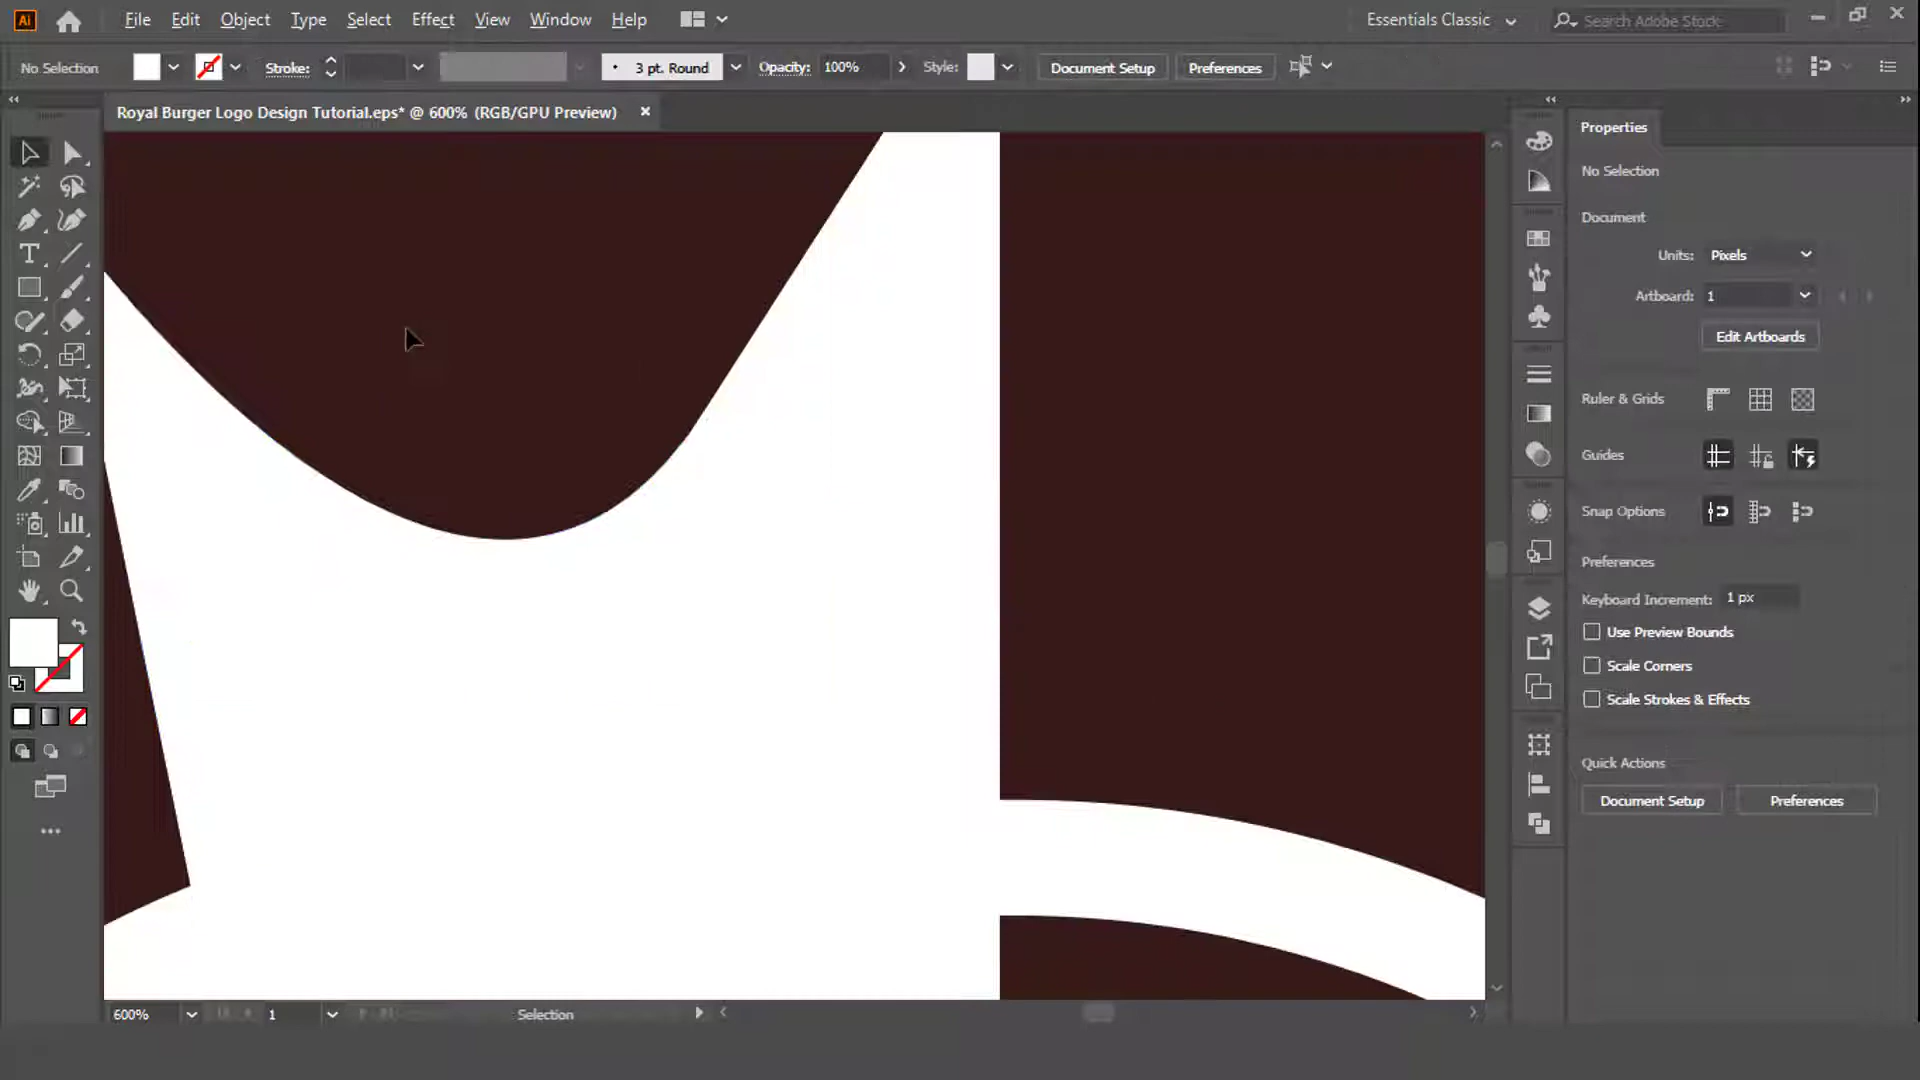 Ai File Edit Object Type Select Effect View Window Help Essentials Classic Search Adobe Stock
No Selection Stroke: 3 pt. Round Opacity: 100% Style: Document Setup Preferences
Royal Burger Logo Design Tutorial.eps* @ 600% (RGB/GPU Preview)
Properties
No Selection
Document
Units: Pixels
Artboard: 1
Edit Artboards
Ruler & Grids
Guides
Snap Options
Preferences
Keyboard Increment: 1 px
Use Preview Bounds
Scale Corners
Scale Strokes & Effects
Quick Actions
Document Setup Preferences
600% 1 Selection